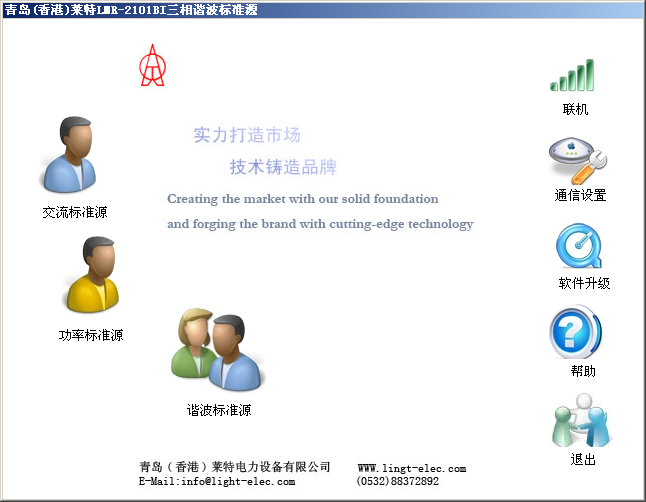 青岛(香港)莱特LMR-2101BI三相谐波标准源
实力打造市场
技术铸造品牌
Creating the market with our solid foundation
and forging the brand with cutting-edge technology
交流标准源
功率标准源
谐波标准源
联机
通信设置
软件升级
帮助
退出
青岛（香港）莱特电力设备有限公司 www.lingt-elec.com
E-Mail:info@light-elec.com (0532)88372892